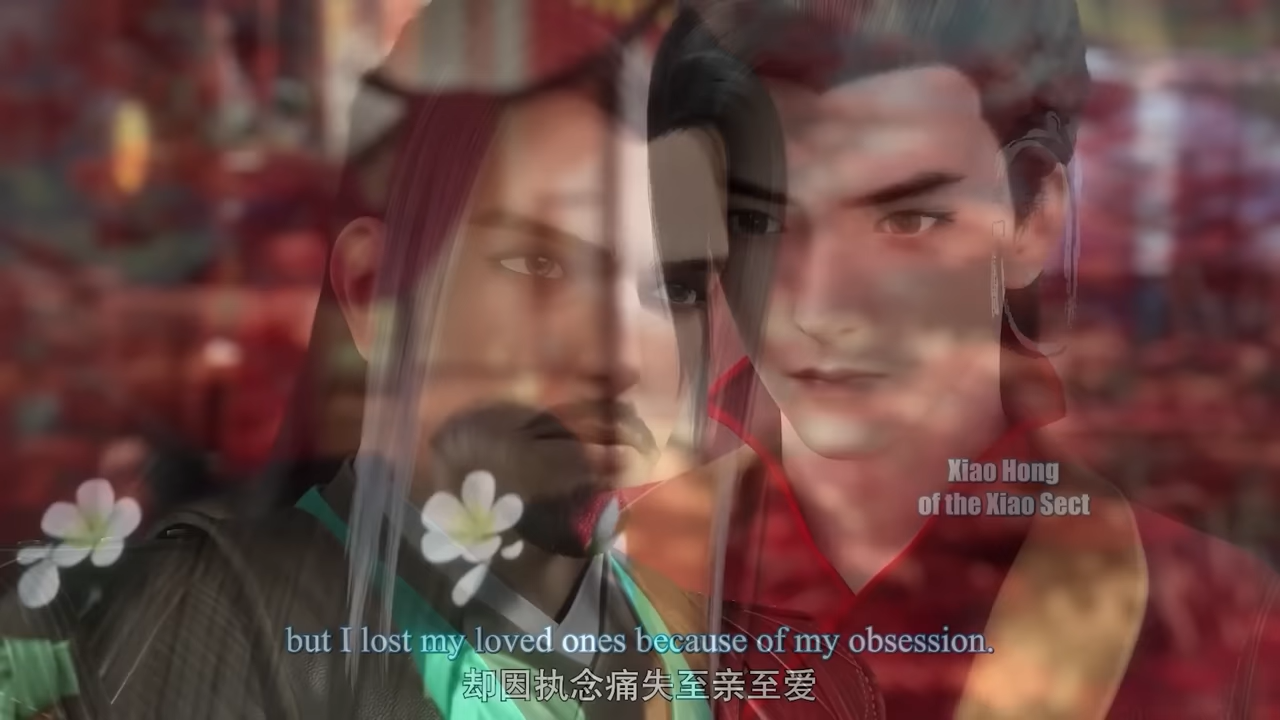 Xiao Hong
of the Xiao Sect
but I lost my loved ones because of my obsession.
却因执念痛失至亲至爱